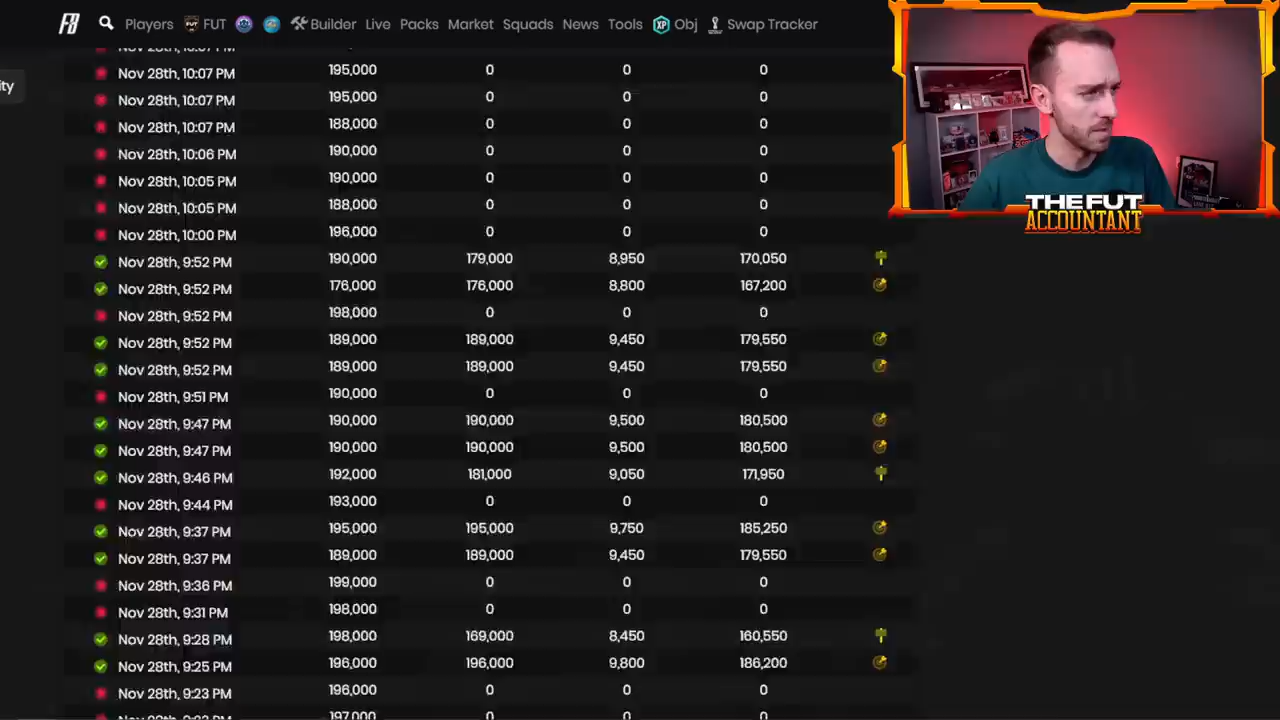 Players FUT Builder Live Packs Market Squads News Tools XP Obj Swap Tracker
ity
Nov 28th, 10:07 PM 195,000 0 0 0
Nov 28th, 10:07 PM 195,000 0 0 0
Nov 28th, 10:07 PM 188,000 0 0 0
Nov 28th, 10:06 PM 190,000 0 0 0
Nov 28th, 10:05 PM 190,000 0 0 0
Nov 28th, 10:05 PM 188,000 0 0 0
Nov 28th, 10:00 PM 196,000 0 0 0
Nov 28th, 9:52 PM 190,000 179,000 8,950 170,050
Nov 28th, 9:52 PM 176,000 176,000 8,800 167,200
Nov 28th, 9:52 PM 198,000 0 0 0
Nov 28th, 9:52 PM 189,000 189,000 9,450 179,550
Nov 28th, 9:52 PM 189,000 189,000 9,450 179,550
Nov 28th, 9:51 PM 190,000 0 0 0
Nov 28th, 9:47 PM 190,000 190,000 9,500 180,500
Nov 28th, 9:47 PM 190,000 190,000 9,500 180,500
Nov 28th, 9:46 PM 192,000 181,000 9,050 171,950
Nov 28th, 9:44 PM 193,000 0 0 0
Nov 28th, 9:37 PM 195,000 195,000 9,750 185,250
Nov 28th, 9:37 PM 189,000 189,000 9,450 179,550
Nov 28th, 9:36 PM 199,000 0 0 0
Nov 28th, 9:31 PM 198,000 0 0 0
Nov 28th, 9:28 PM 198,000 169,000 8,450 160,550
Nov 28th, 9:25 PM 196,000 196,000 9,800 186,200
Nov 28th, 9:23 PM 196,000 0 0 0
197,000 0 0 0
THE FUT
ACCOUNTANT